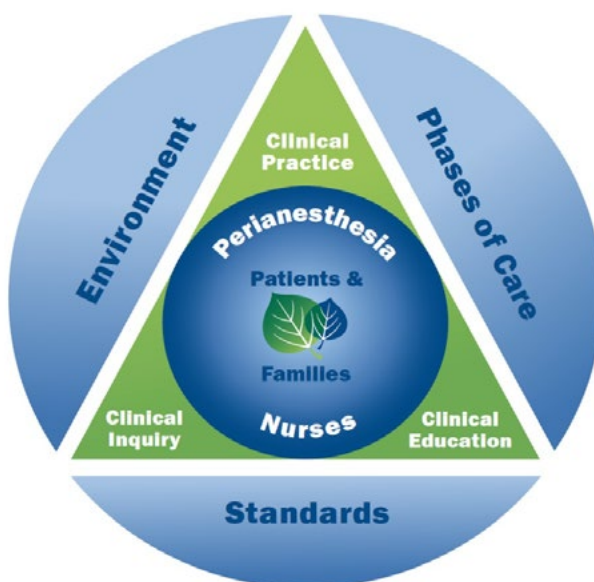 Environment
Phases of Care
Clinical
Practice
Perianesthesia
Patients &
Families
Nurses
Clinical
Inquiry
Clinical
Education
Standards